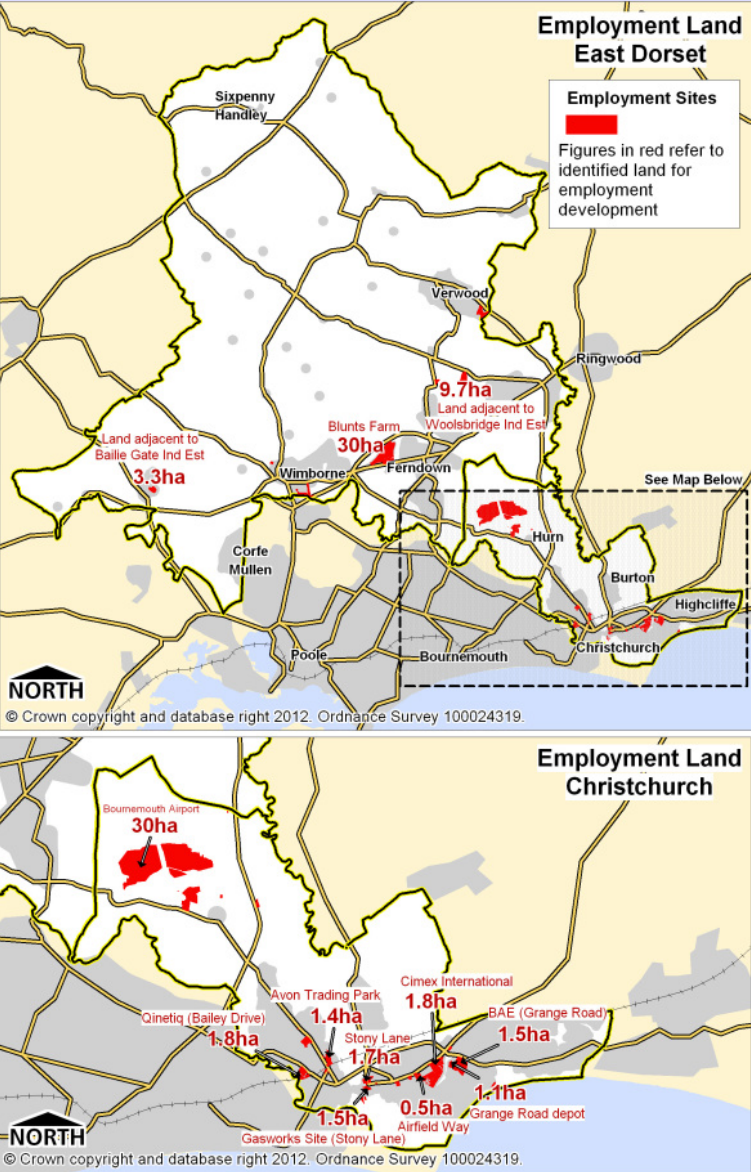 Employment Land
East Dorset
Employment Sites
Figures in red refer to
identified land for
employment
development
Sixpenny
Handley
Verwood
Ringwood
9.7ha
Land adjacent to
Woolsbridge Ind Est
Blunts Farm
30ha
Ferndown
Land adjacent to
Bailie Gate Ind Est
3.3ha
Wimborne
See Map Below
Hurn
Corfe
Mullen
Burton
Highcliffe
Christchurch
Poole
Bournemouth
NORTH
© Crown copyright and database right 2012. Ordnance Survey 100024319.
Employment Land
Christchurch
Bournemouth Airport
30ha
Cimex International
1.8ha
Avon Trading Park
1.4ha
Qinetiq (Bailey Drive)
1.8ha
BAE (Grange Road)
1.5ha
Stony Lane
1.7ha
1.1ha
Grange Road depot
0.5ha
Airfield Way
1.5ha
Gasworks Site (Stony Lane)
NORTH
© Crown copyright and database right 2012. Ordnance Survey 100024319.